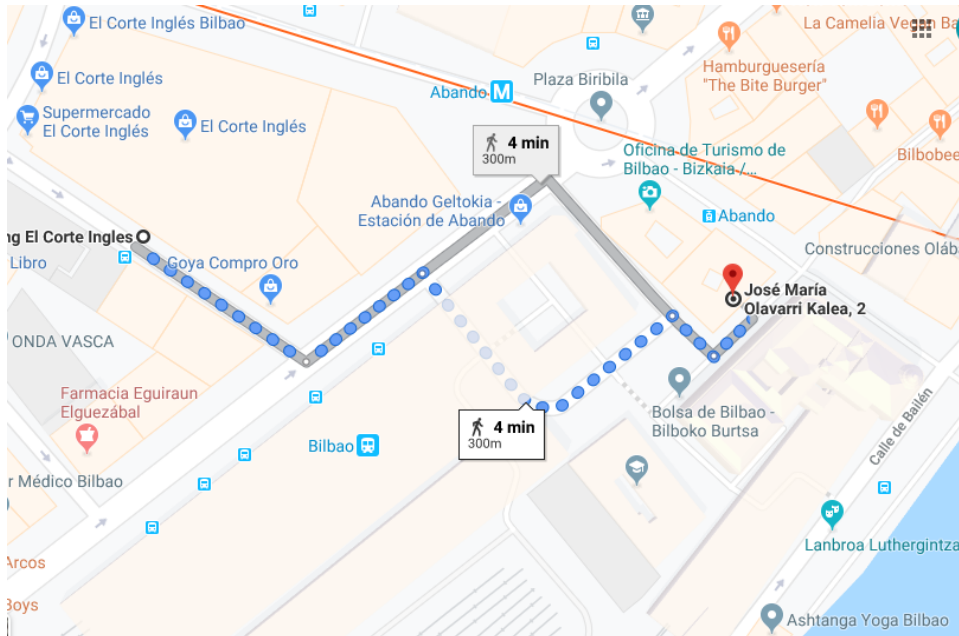 El Corte Inglés Bilbao
La Camelia Vegan Ba
El Corte Inglés
Plaza Biribila
Hamburguesería
"The Bite Burger"
Abando M
Supermercado
El Corte Inglés
El Corte Inglés
4 min
300m
Oficina de Turismo de
Bilbao - Bizkaia /...
Bilbobee
Abando Geltokia -
Estación de Abando
Abando
ng El Corte Ingles
Construcciones Olába
Libro
Goya Compro Oro
José María
Olavarri Kalea, 2
ONDA VASCA
Farmacia Eguiraun
Elguezábal
Bolsa de Bilbao -
Bilboko Burtsa
4 min
300m
Bilbao
Calle de Bailén
r Médico Bilbao
Lanbroa Luthergintza
Arcos
Boys
Ashtanga Yoga Bilbao